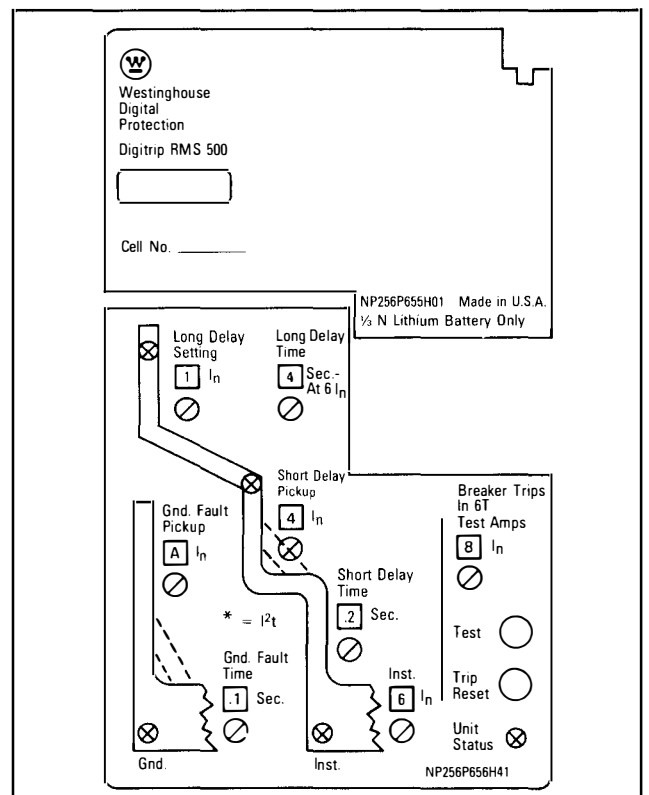 W
Westinghouse
Digital
Protection
Digitrip RMS 500
Cell No.
NP256P655H01 Made in U.S.A.
⅓ N Lithium Battery Only
Long Delay
Setting
1 In
Long Delay
Time
4 Sec.-
At 6 In
Short Delay
Pickup
4 In
Gnd. Fault
Pickup
A In
Breaker Trips
In 6T
Test Amps
8 In
Short Delay
Time
.2 Sec.
* = I²t
Test
Gnd. Fault
Time
.1 Sec.
Inst.
6 In
Trip
Reset
Unit
Status
Gnd.
Inst.
NP256P656H41